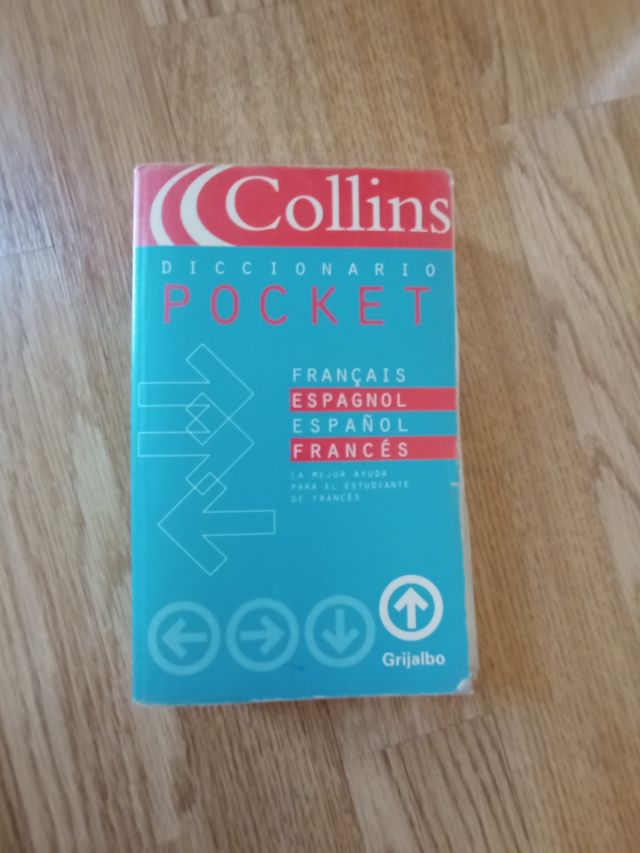 Collins
DICCIONARIO
POCKET
FRANÇAIS
ESPAGNOL
ESPAÑOL
FRANCÉS
LA MEJOR AYUDA
PARA EL ESTUDIANTE
DE FRANCÉS
Grijalbo